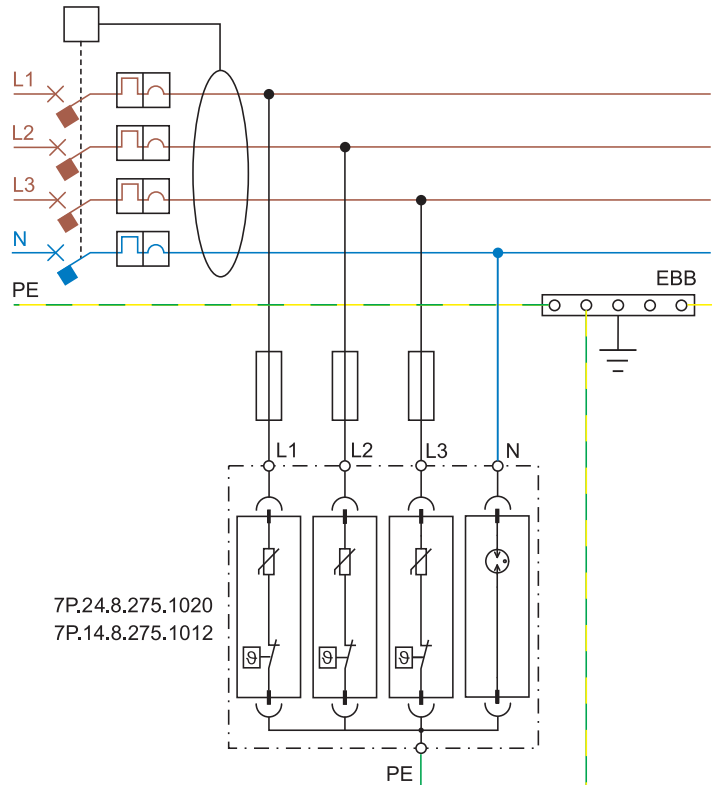 L1
L2
L3
N
PE
EBB
L1
L2
L3
N
7P.24.8.275.1020
7P.14.8.275.1012
ϑ
ϑ
ϑ
PE